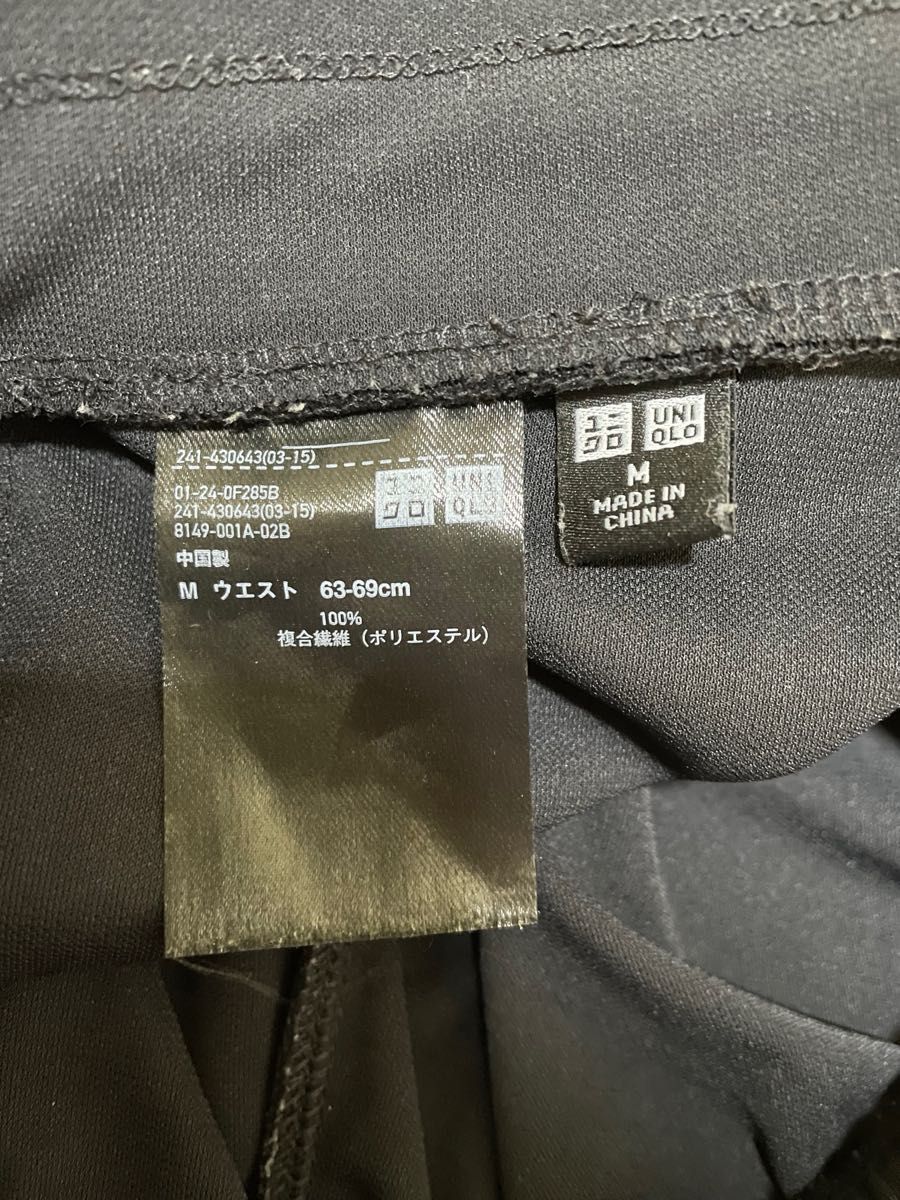 241-430643(03-15)
01-24-0F285B
241-430643(03-15)
8149-001A-02B
ユニ
クロ
UNI
QLO
中国製
M ウエスト 63-69cm
100%
複合繊維（ポリエステル）
ユニ
クロ
UNI
QLO
M
MADE IN
CHINA